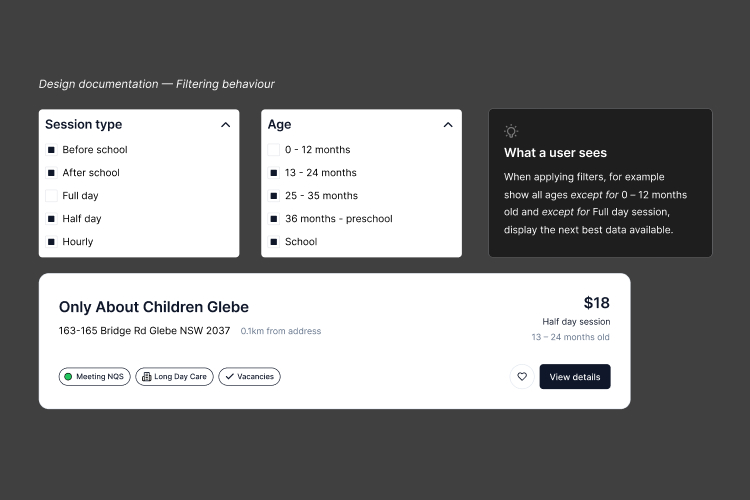 Design documentation — Filtering behaviour
Session type
Before school
After school
Full day
Half day
Hourly
Age
0 - 12 months
13 - 24 months
25 - 35 months
36 months - preschool
School
What a user sees
When applying filters, for example
show all ages except for 0 – 12 months
old and except for Full day session,
display the next best data available.
Only About Children Glebe
163-165 Bridge Rd Glebe NSW 2037 0.1km from address
Meeting NQS Long Day Care Vacancies
$18
Half day session
13 – 24 months old
View details